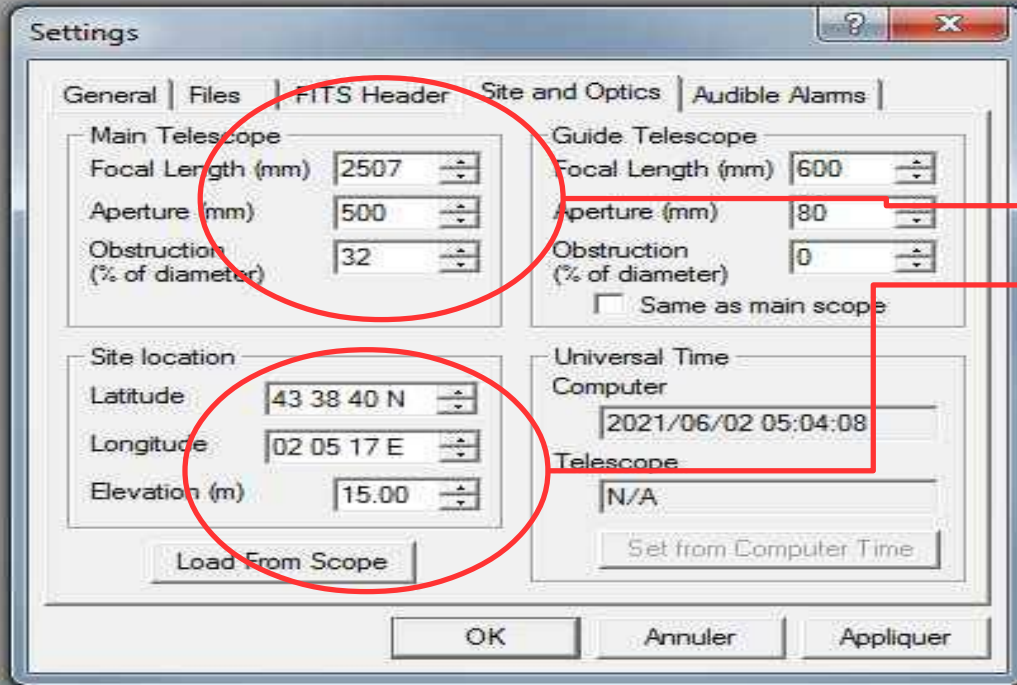 Settings
General Files FITS Header Site and Optics Audible Alarms
Main Telescope
Focal Length (mm) 2507
Aperture (mm) 500
Obstruction
(% of diameter) 32
Guide Telescope
Focal Length (mm) 600
Aperture (mm) 80
Obstruction
(% of diameter) 0
Same as main scope
Site location
Latitude 43 38 40 N
Longitude 02 05 17 E
Elevation (m) 15.00
Load From Scope
Universal Time
Computer
2021/06/02 05:04:08
Telescope
N/A
Set from Computer Time
OK Annuler Appliquer